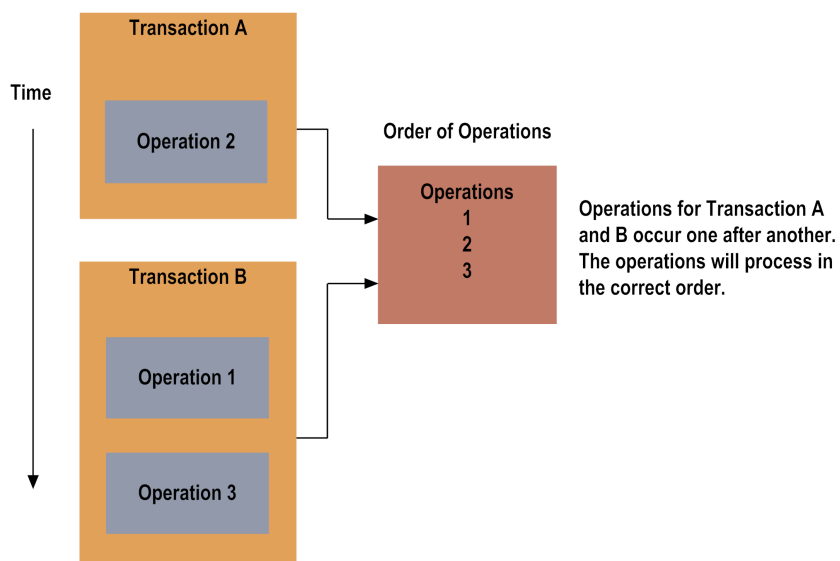 Transaction A
Time
Operation 2
Order of Operations
Operations
1
2
3
Operations for Transaction A
and B occur one after another.
The operations will process in
the correct order.
Transaction B
Operation 1
Operation 3